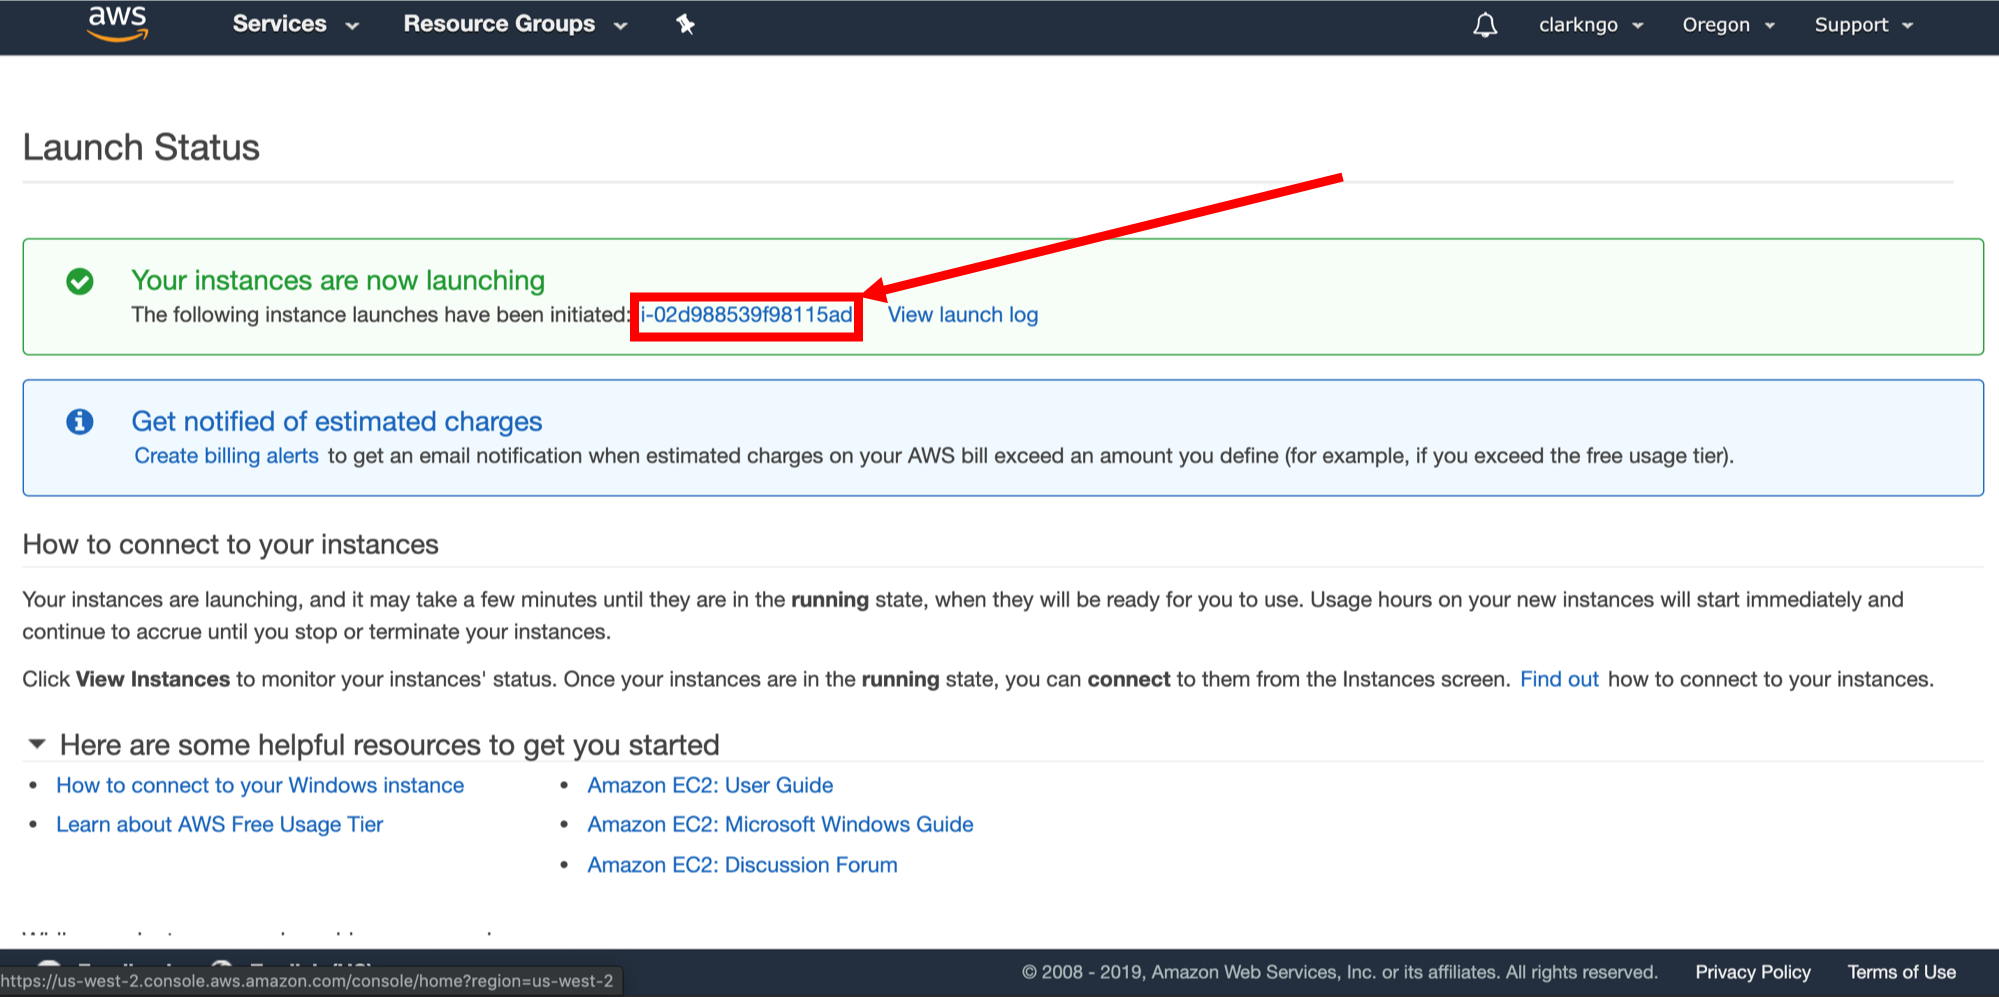 aws Services Resource Groups clarkngo Oregon Support
Launch Status
Your instances are now launching
The following instance launches have been initiated: i-02d988539f98115ad View launch log
Get notified of estimated charges
Create billing alerts to get an email notification when estimated charges on your AWS bill exceed an amount you define (for example, if you exceed the free usage tier).
How to connect to your instances
Your instances are launching, and it may take a few minutes until they are in the running state, when they will be ready for you to use. Usage hours on your new instances will start immediately and
continue to accrue until you stop or terminate your instances.
Click View Instances to monitor your instances' status. Once your instances are in the running state, you can connect to them from the Instances screen. Find out how to connect to your instances.
Here are some helpful resources to get you started
• How to connect to your Windows instance
• Learn about AWS Free Usage Tier
• Amazon EC2: User Guide
• Amazon EC2: Microsoft Windows Guide
• Amazon EC2: Discussion Forum
© 2008 - 2019, Amazon Web Services, Inc. or its affiliates. All rights reserved. Privacy Policy Terms of Use
https://us-west-2.console.aws.amazon.com/console/home?region=us-west-2